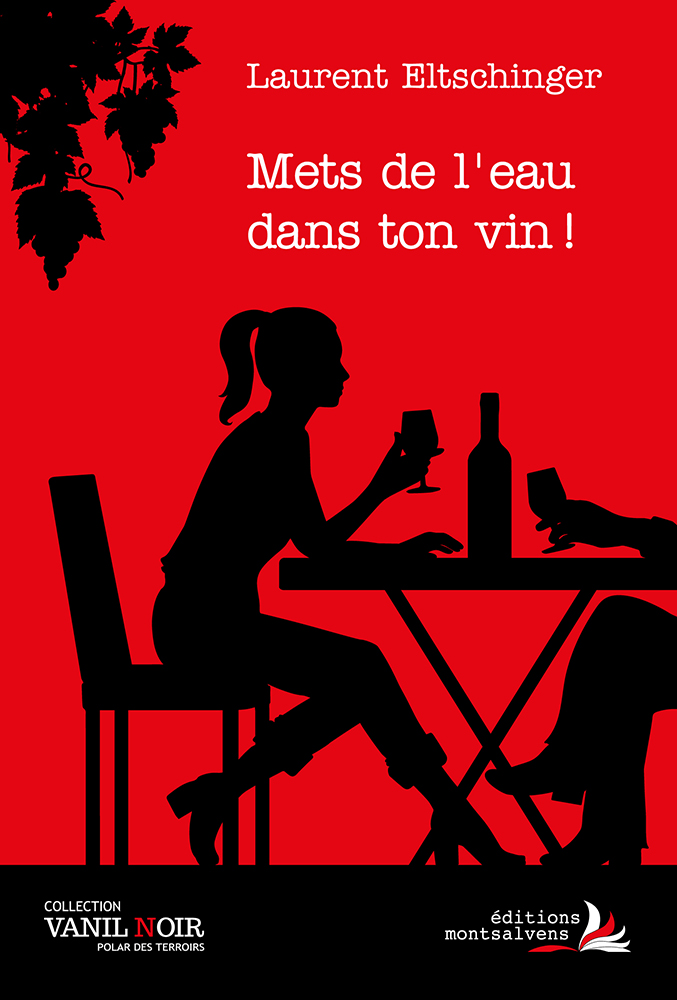 Laurent Eltschinger
Mets de l'eau
dans ton vin !
COLLECTION
VANIL NOIR
POLAR DES TERROIRS
éditions
montsalvens